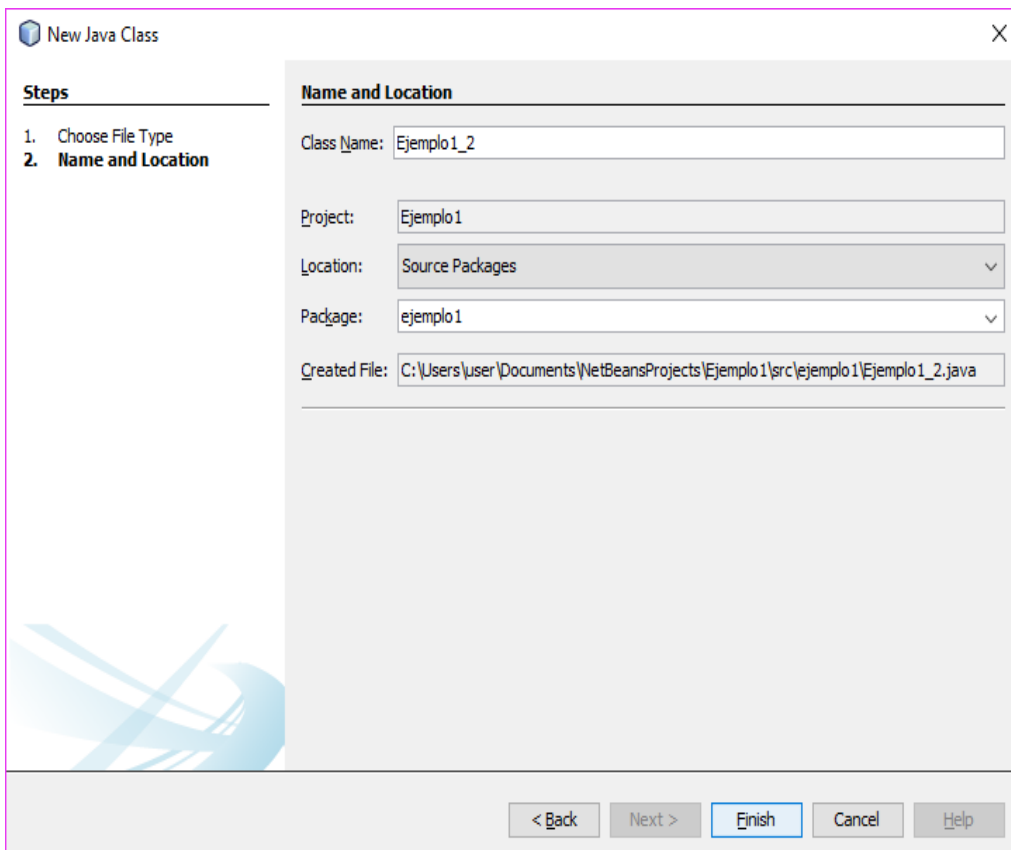 New Java Class
Steps
1. Choose File Type
2. Name and Location
Name and Location
Class Name: Ejemplo1_2
Project: Ejemplo1
Location: Source Packages
Package: ejemplo1
Created File: C:\Users\user\Documents\NetBeansProjects\Ejemplo1\src\ejemplo1\Ejemplo1_2.java
< Back Next > Finish Cancel Help